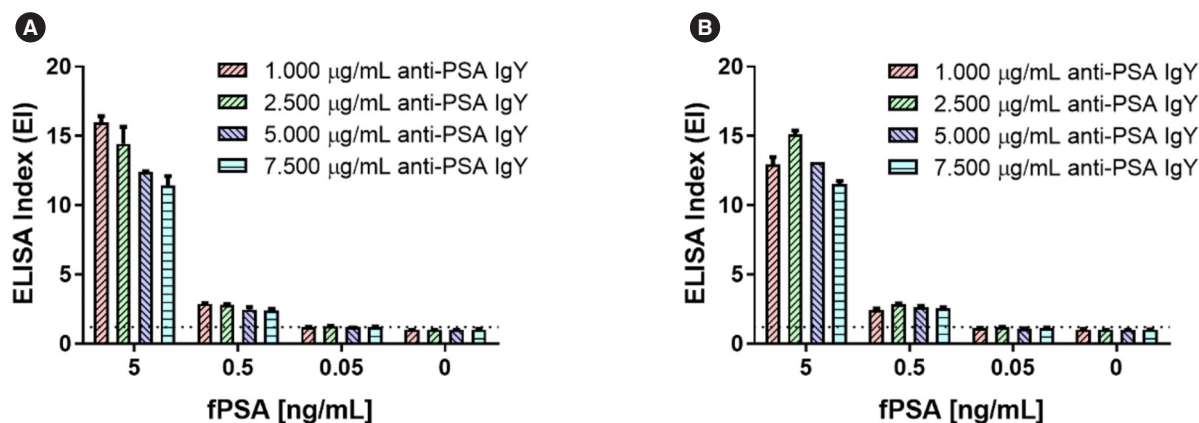 A
ELISA Index (EI)
20
15
10
5
0
1.000 μg/mL anti-PSA IgY
2.500 μg/mL anti-PSA IgY
5.000 μg/mL anti-PSA IgY
7.500 μg/mL anti-PSA IgY
5 0.5 0.05 0
fPSA [ng/mL]
B
ELISA Index (EI)
20
15
10
5
0
1.000 μg/mL anti-PSA IgY
2.500 μg/mL anti-PSA IgY
5.000 μg/mL anti-PSA IgY
7.500 μg/mL anti-PSA IgY
5 0.5 0.05 0
fPSA [ng/mL]